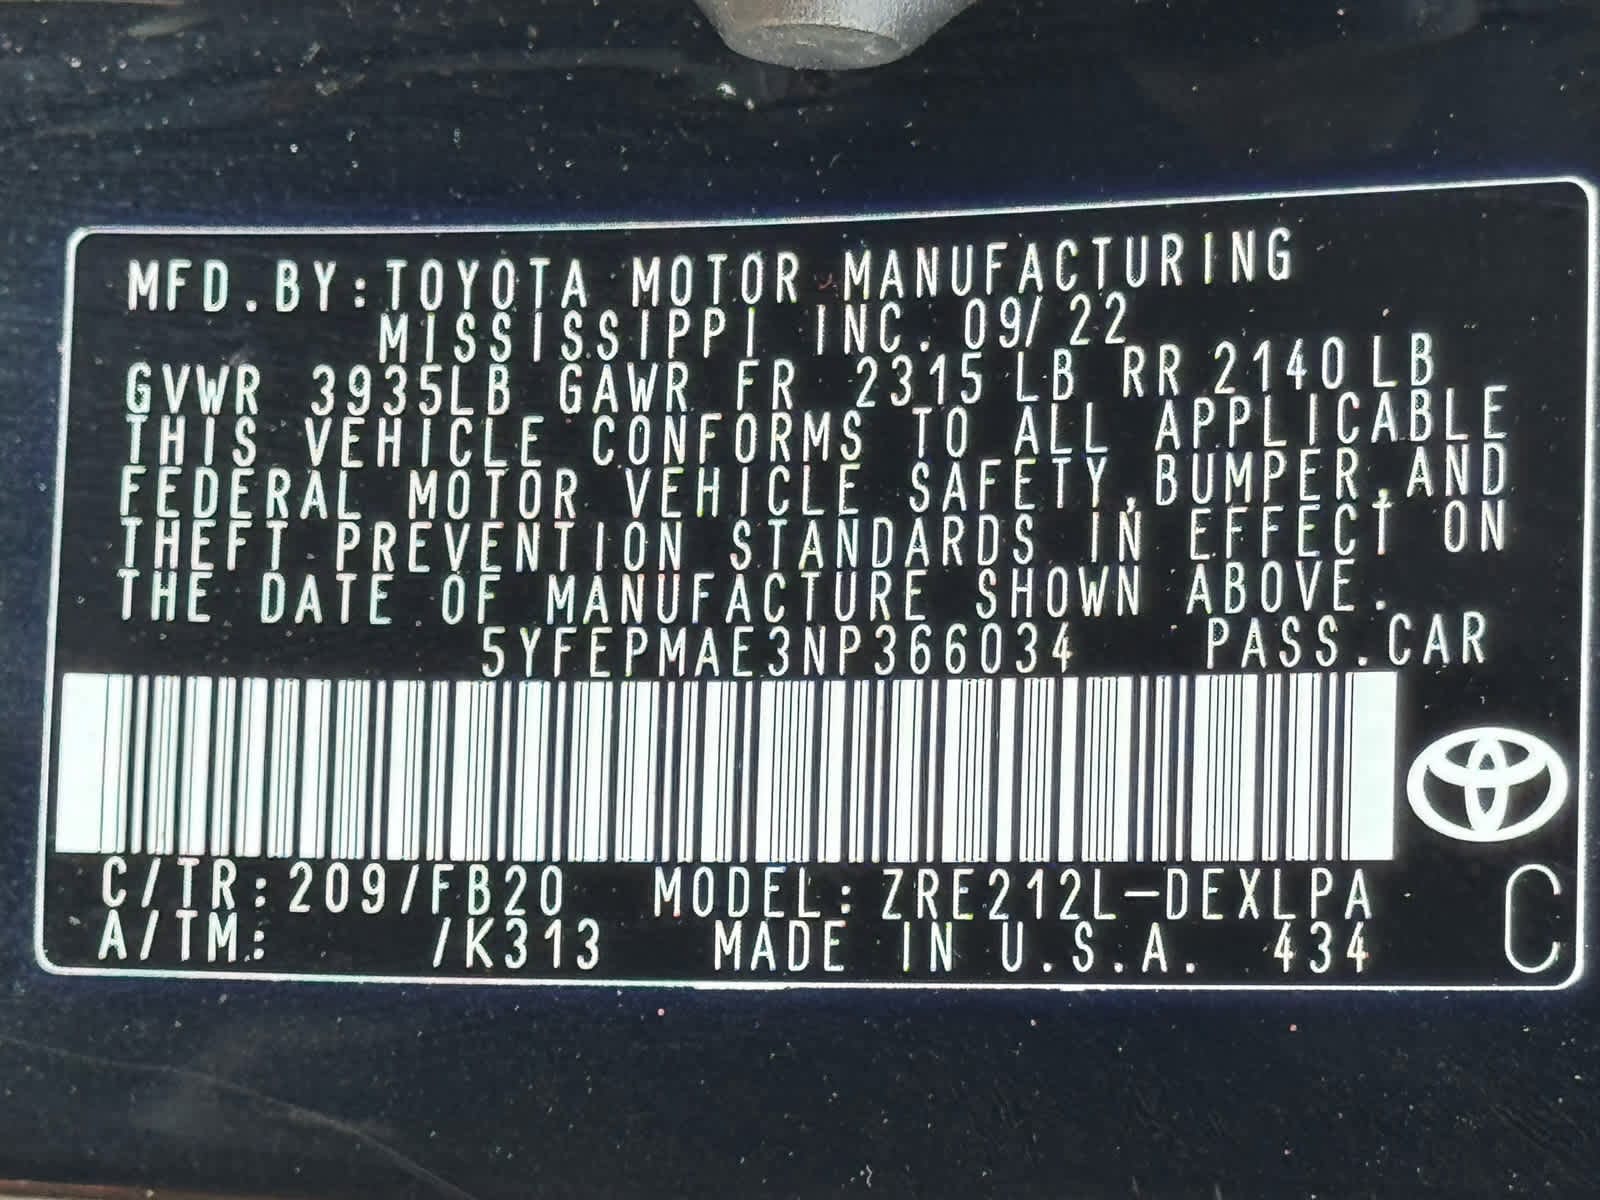 MFD.BY:TOYOTA MOTOR MANUFACTURING
MISSISSIPPI INC. 09/22
GVWR 3935LB GAWR FR 2315LB RR 2140LB
THIS VEHICLE CONFORMS TO ALL APPLICABLE
FEDERAL MOTOR VEHICLE SAFETY,BUMPER,AND
THEFT PREVENTION STANDARDS IN EFFECT ON
THE DATE OF MANUFACTURE SHOWN ABOVE.
5YFEPMAE3NP366034 PASS.CAR
C/TR:209/FB20 MODEL:ZRE212L-DEXLPA
A/TM: /K313 MADE IN U.S.A. 434
C